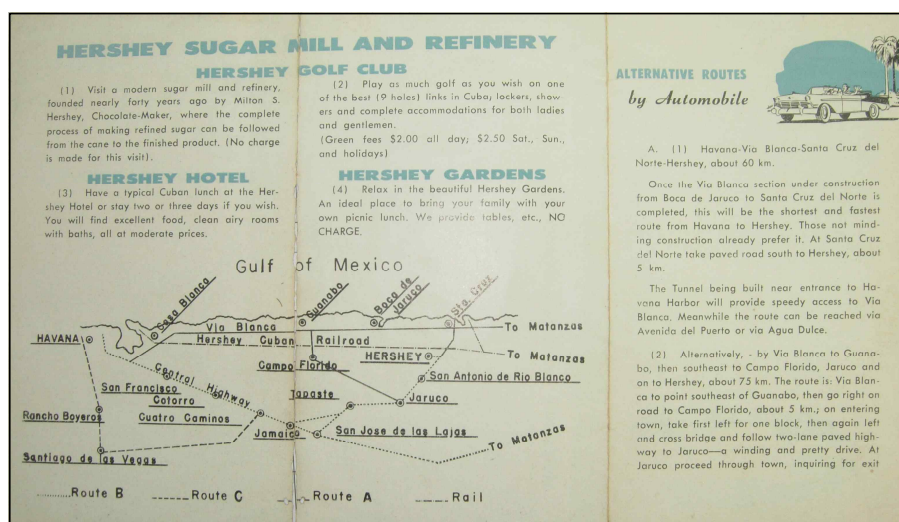 HERSHEY SUGAR MILL AND REFINERY
HERSHEY GOLF CLUB
(1) Visit a modern sugar mill and refinery,
founded nearly forty years ago by Milton S.
Hershey, Chocolate-Maker, where the complete
process of making refined sugar can be followed
from the cane to the finished product. (No charge
is made for this visit).
(2) Play as much golf as you wish on one
of the best (9 holes) links in Cuba, lockers, show
ers and complete accommodations for both ladies
and gentlemen.
(Green fees $2.00 all day; $2.50 Sat., Sun.,
and holidays)
HERSHEY HOTEL
(3) Have a typical Cuban lunch at the Her-
shey Hotel or stay two or three days if you wish.
You will find excellent food, clean airy rooms
with baths, all at moderate prices.
HERSHEY GARDENS
(4) Relax in the beautiful Hershey Gardens.
An ideal place to bring your family with your
own picnic lunch. We provide tables, etc., NO
CHARGE.
Gulf of Mexico
Casa Blanca
Guanabo
Boca de
Jaruco
Sta. Cruz
Via Blanca
To Matanzas
HAVANA
Hershey Cuban Railroad
HERSHEY
To Matanzas
Campo Florido
Central Highway
San Antonio de Rio Blanco
San Francisco
Cotorro
Tapaste
Jaruco
Rancho Boyeros
Cuatro Caminos
Jamaica
San Jose de las Lajas
To Matanzas
Santiago de las Vegas
Route B
Route C
Route A
Rail
ALTERNATIVE ROUTES
by Automobile
A. (1) Havana-Via Blanca-Santa Cruz del
Norte-Hershey, about 60 km.
Once the Via Blanca section under construction
from Boca de Jaruco to Santa Cruz del Norte is
completed, this will be the shortest and fastest
route from Havana to Hershey. Those not mind-
ing construction already prefer it. At Santa Cruz
del Norte take paved road south to Hershey, about
5 km.
The Tunnel being built near entrance to Ha-
vana Harbor will provide speedy access to Via
Blanca. Meanwhile the route can be reached via
Avenida del Puerto or via Agua Dulce.
(2) Alternatively, - by Via Blanca to Guana-
bo, then southeast to Campo Florido, Jaruco and
on to Hershey, about 75 km. The route is: Via Blan-
ca to point southeast of Guanabo, then go right on
road to Campo Florido, about 5 km.; on entering
town, take first left for one block, then again left
and cross bridge and follow two-lane paved high-
way to Jaruco—a winding and pretty drive. At
Jaruco proceed through town, inquiring for exit